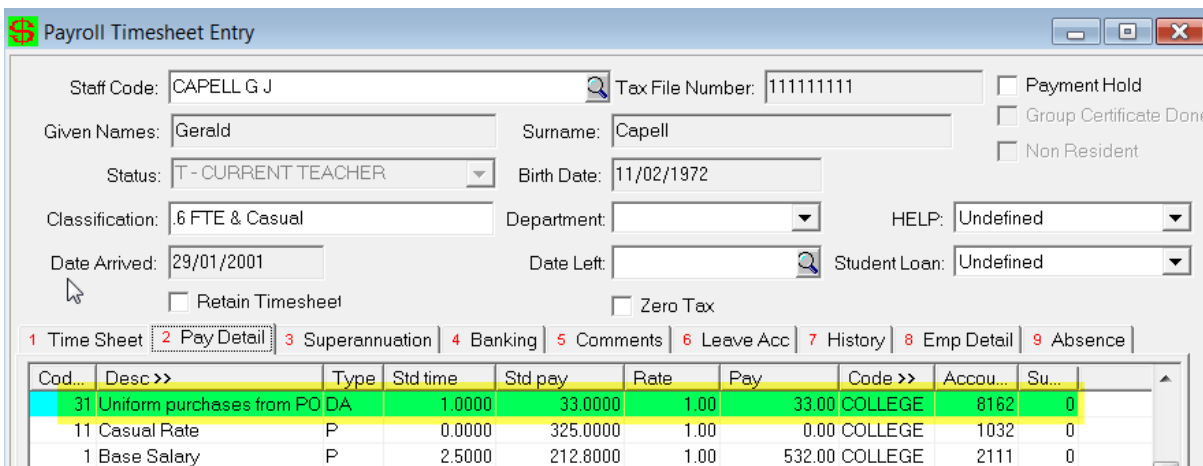 Payroll Timesheet Entry
Staff Code: CAPELL G J Tax File Number: 111111111 Payment Hold
Group Certificate Done
Given Names: Gerald Surname: Capell
Non Resident
Status: T - CURRENT TEACHER Birth Date: 11/02/1972
Classification: .6 FTE & Casual Department: HELP: Undefined
Date Arrived: 29/01/2001 Date Left: Student Loan: Undefined
Retain Timesheet Zero Tax
1 Time Sheet 2 Pay Detail 3 Superannuation 4 Banking 5 Comments 6 Leave Acc 7 History 8 Emp Detail 9 Absence
Cod... Desc >> Type Std time Std pay Rate Pay Code >> Accou... Su...
31 Uniform purchases from PO DA 1.0000 33.0000 1.00 33.00 COLLEGE 8162 0
11 Casual Rate P 0.0000 325.0000 1.00 0.00 COLLEGE 1032 0
1 Base Salary P 2.5000 212.8000 1.00 532.00 COLLEGE 2111 0